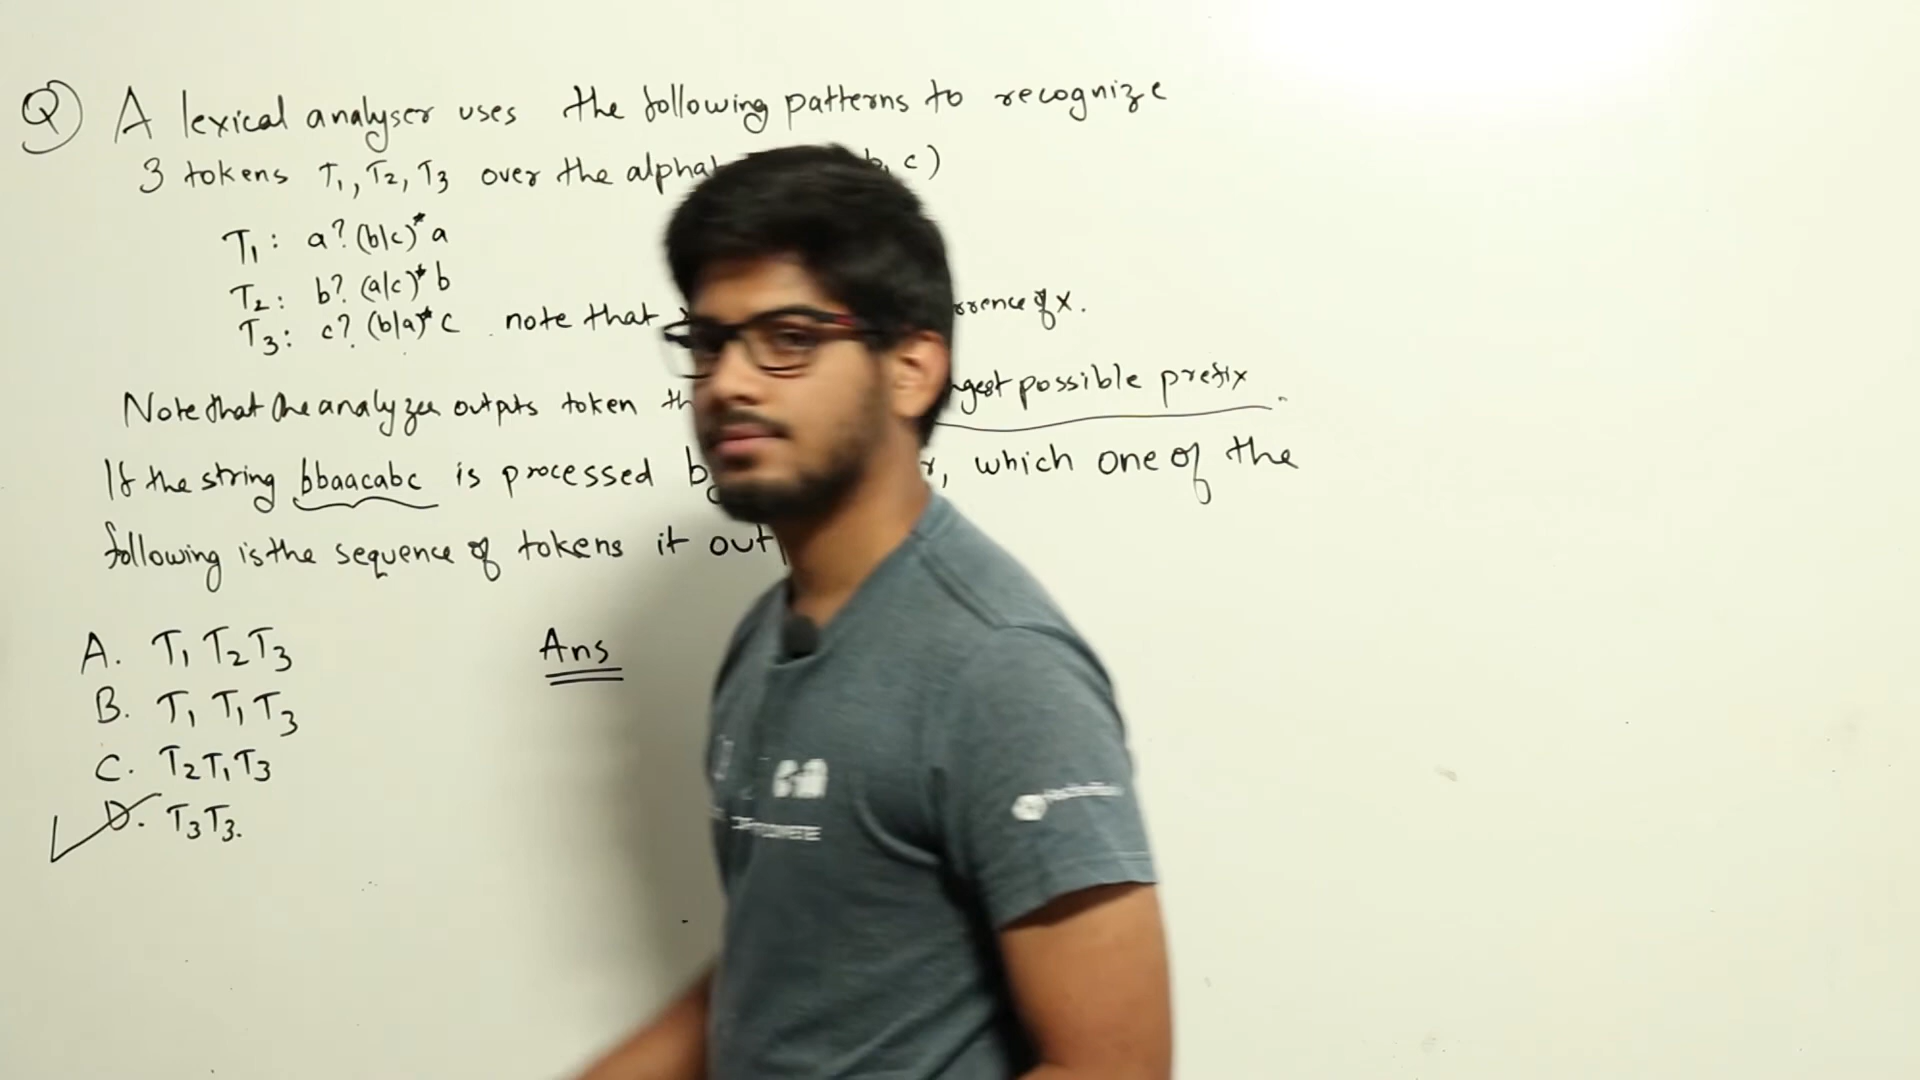 Q) A lexical analyser uses the following patterns to recognize
3 tokens T1, T2, T3 over the b, c)
T1: a? (b|c)* a
T2: b? (a|c)* b
T3: c? (b|a)* c note that of x.
Note that the analyzer outputs token possible prefix.
If the string bbaacabc is processed which one of the
following is the sequence of tokens it
A. T1 T2 T3
B. T1 T1 T3
C. T2 T1 T3
D. T3 T3.
Ans